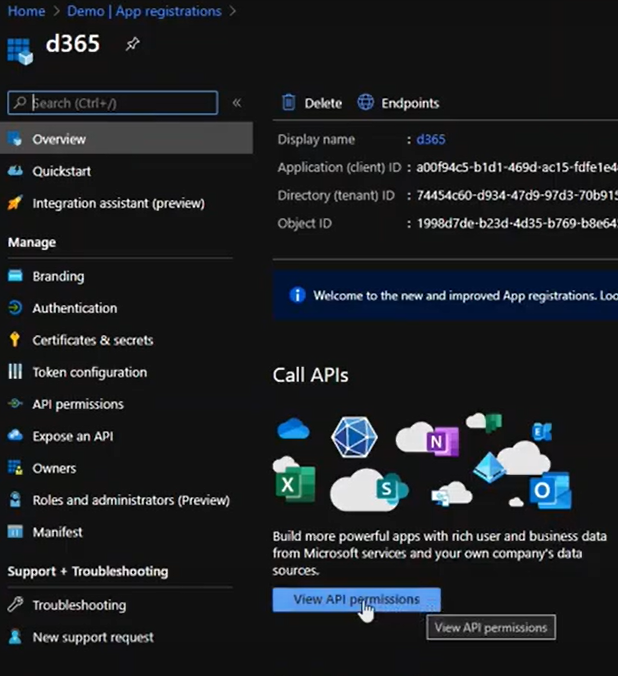 Home > Demo | App registrations >
d365
Search (Ctrl+/)
«
Overview
Quickstart
Integration assistant (preview)
Manage
Branding
Authentication
Certificates & secrets
Token configuration
API permissions
Expose an API
Owners
Roles and administrators (Preview)
Manifest
Support + Troubleshooting
Troubleshooting
New support request
Delete Endpoints
Display name : d365
Application (client) ID : a00f94c5-b1d1-469d-ac15-fdfe1e4
Directory (tenant) ID : 74454c60-d934-47d9-97d3-70b915
Object ID : 1998d7de-b23d-4d35-b769-b8e64
Welcome to the new and improved App registrations. Loo
Call APIs
N
E
X
S
O
Build more powerful apps with rich user and business data
from Microsoft services and your own company's data
sources.
View API permissions
View API permissions